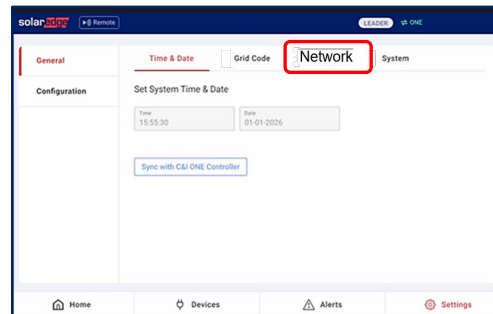 solaredge Remote LEADER ONE
General
Configuration
Time & Date Grid Code Network System
Set System Time & Date
Time
15:55:30
Date
01-01-2026
Sync with C&I ONE Controller
Home Devices Alerts Settings